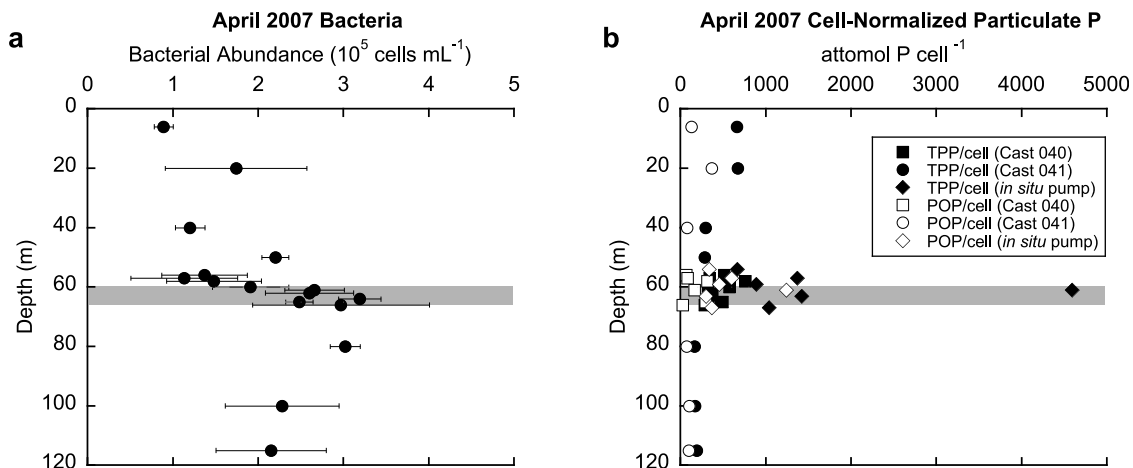 April 2007 Bacteria
a
Bacterial Abundance (10⁵ cells mL⁻¹)
0 1 2 3 4 5
0
20
40
60
80
100
120
Depth (m)
April 2007 Cell-Normalized Particulate P
b
attomol P cell ⁻¹
0 1000 2000 3000 4000 5000
0
20
40
60
80
100
120
Depth (m)
TPP/cell (Cast 040)
TPP/cell (Cast 041)
TPP/cell (in situ pump)
POP/cell (Cast 040)
POP/cell (Cast 041)
POP/cell (in situ pump)